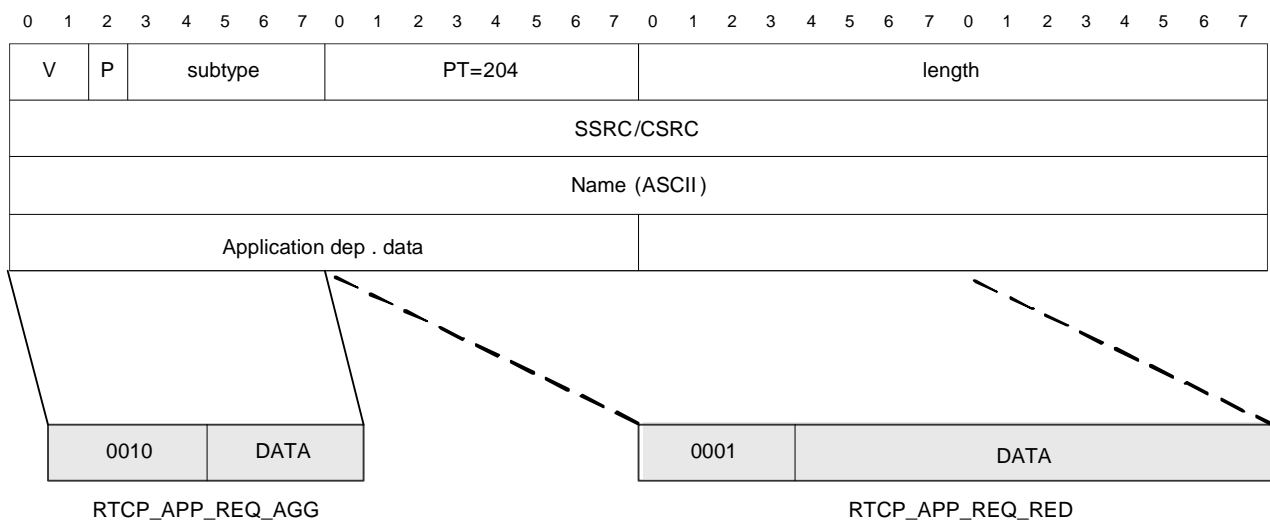 0 1 2 3 4 5 6 7 0 1 2 3 4 5 6 7 0 1 2 3 4 5 6 7 0 1 2 3 4 5 6 7
V P subtype PT=204 length
SSRC/CSRC
Name (ASCII)
Application dep . data
0010 DATA 0001 DATA
RTCP_APP_REQ_AGG RTCP_APP_REQ_RED